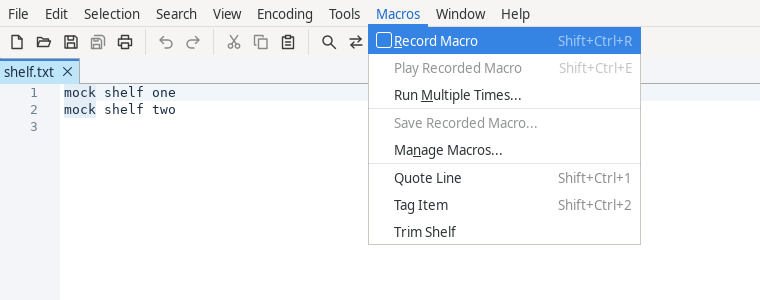 File Edit Selection Search View Encoding Tools Macros Window Help
shelf.txt
1 mock shelf one
2 mock shelf two
3
Record Macro Shift+Ctrl+R
Play Recorded Macro Shift+Ctrl+E
Run Multiple Times...
Save Recorded Macro...
Manage Macros...
Quote Line Shift+Ctrl+1
Tag Item Shift+Ctrl+2
Trim Shelf